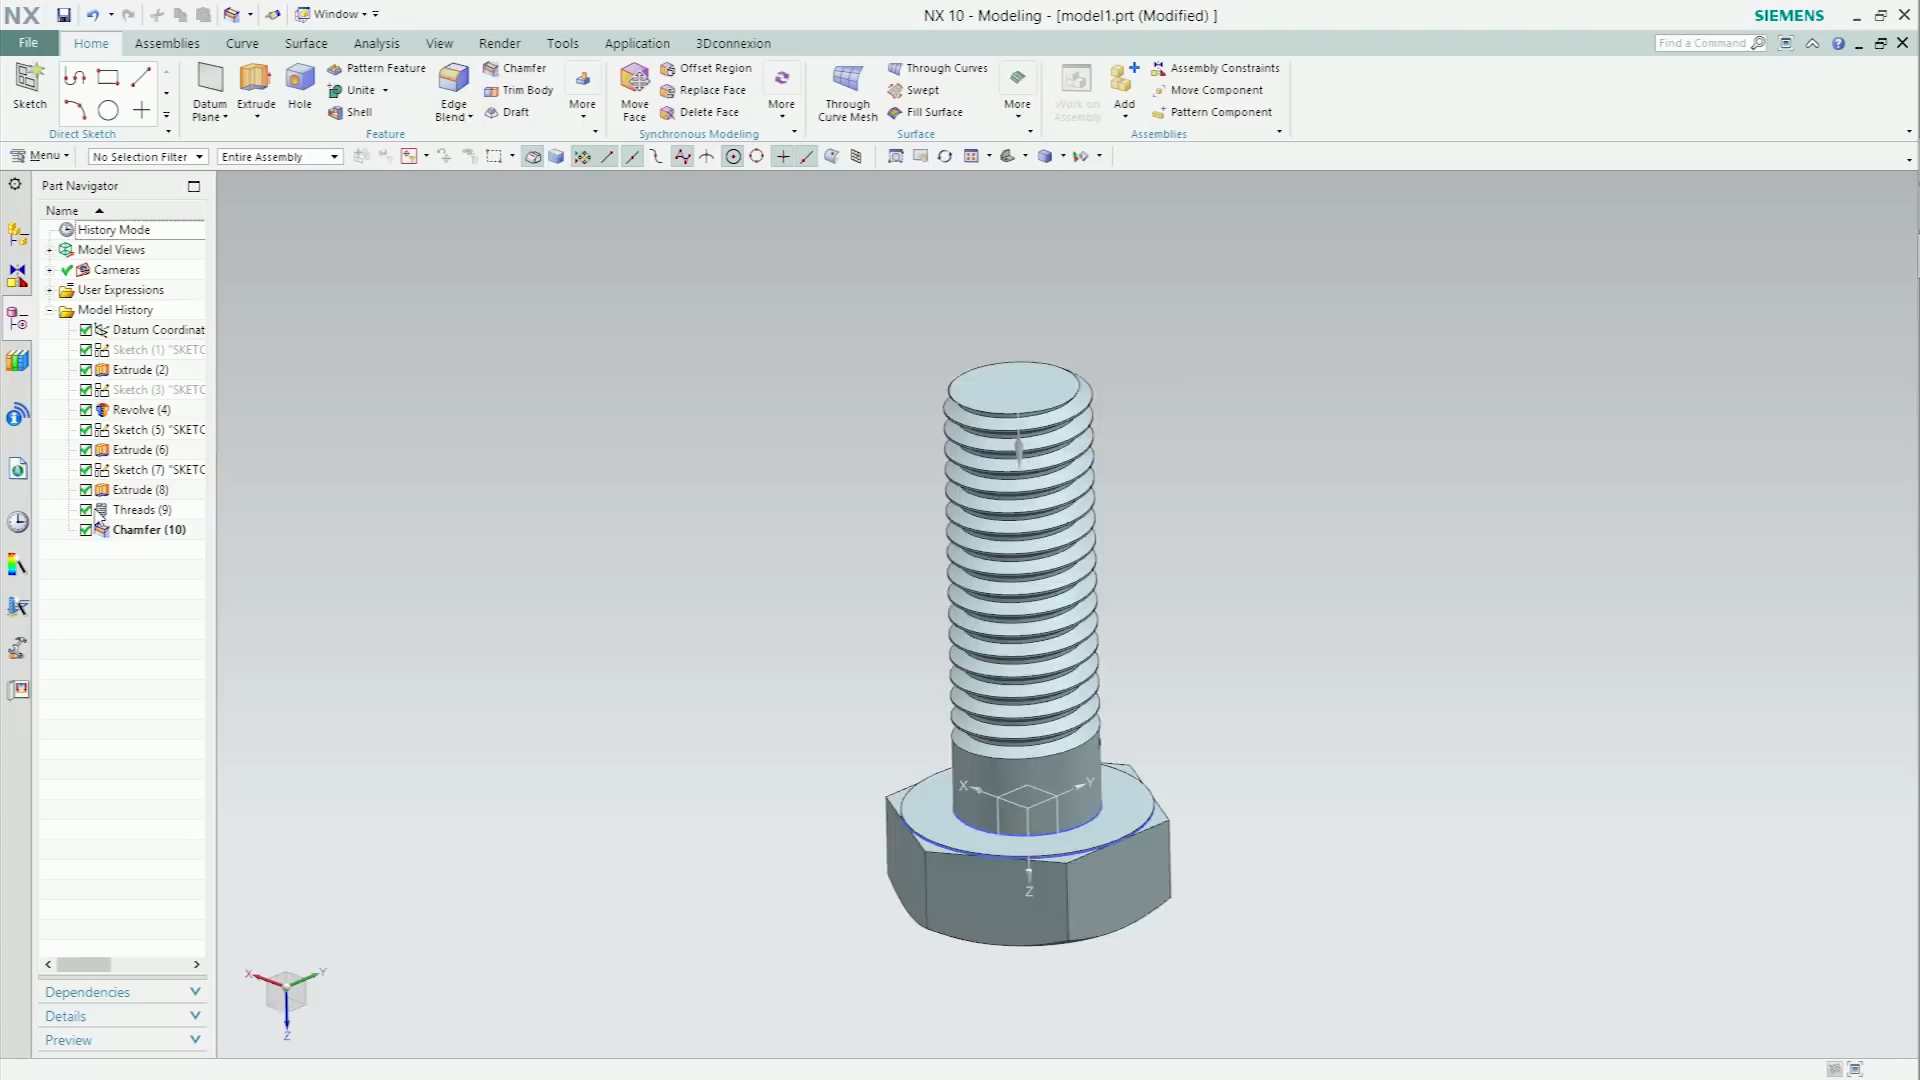 NX
Window
NX 10 - Modeling - [model1.prt (Modified) ]
SIEMENS
File
Home
Assemblies
Curve
Surface
Analysis
View
Render
Tools
Application
3Dconnexion
Find a Command
Sketch
Direct Sketch
Datum
Plane
Extrude
Hole
Pattern Feature
Unite
Shell
Edge
Blend
Chamfer
Trim Body
Draft
More
Feature
Move
Face
Offset Region
Replace Face
Delete Face
More
Synchronous Modeling
Through
Curve Mesh
Through Curves
Swept
Fill Surface
More
Surface
Work on
Assembly
Add
Assembly Constraints
Move Component
Pattern Component
Assemblies
Menu
No Selection Filter
Entire Assembly
Part Navigator
Name
History Mode
Model Views
Cameras
User Expressions
Model History
Datum Coordinat
Sketch (1) "SKETC
Extrude (2)
Sketch (3) "SKETC
Revolve (4)
Sketch (5) "SKETC
Extrude (6)
Sketch (7) "SKETC
Extrude (8)
Threads (9)
Chamfer (10)
Dependencies
Details
Preview
X
Y
Z
X
Y
Z